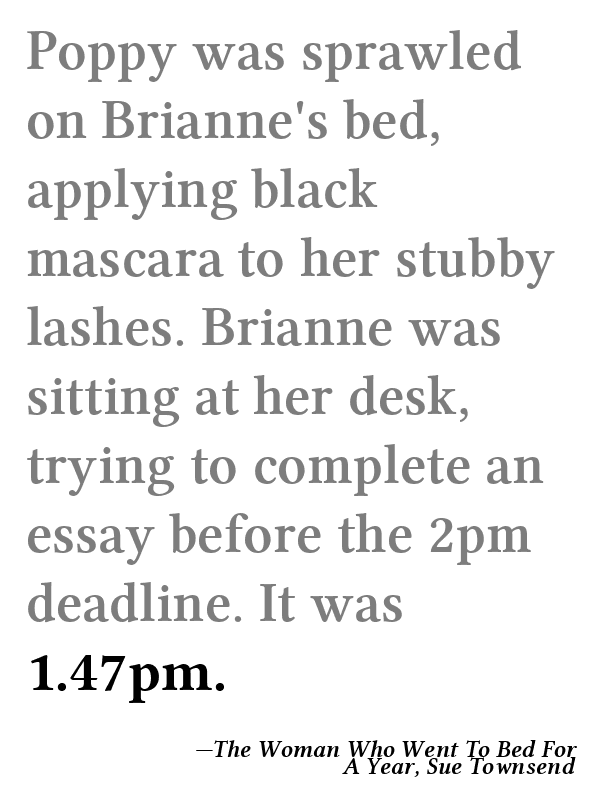 Poppy was sprawled
on Brianne's bed,
applying black
mascara to her stubby
lashes. Brianne was
sitting at her desk,
trying to complete an
essay before the 2pm
deadline. It was
1.47pm.
—The Woman Who Went To Bed For
A Year, Sue Townsend